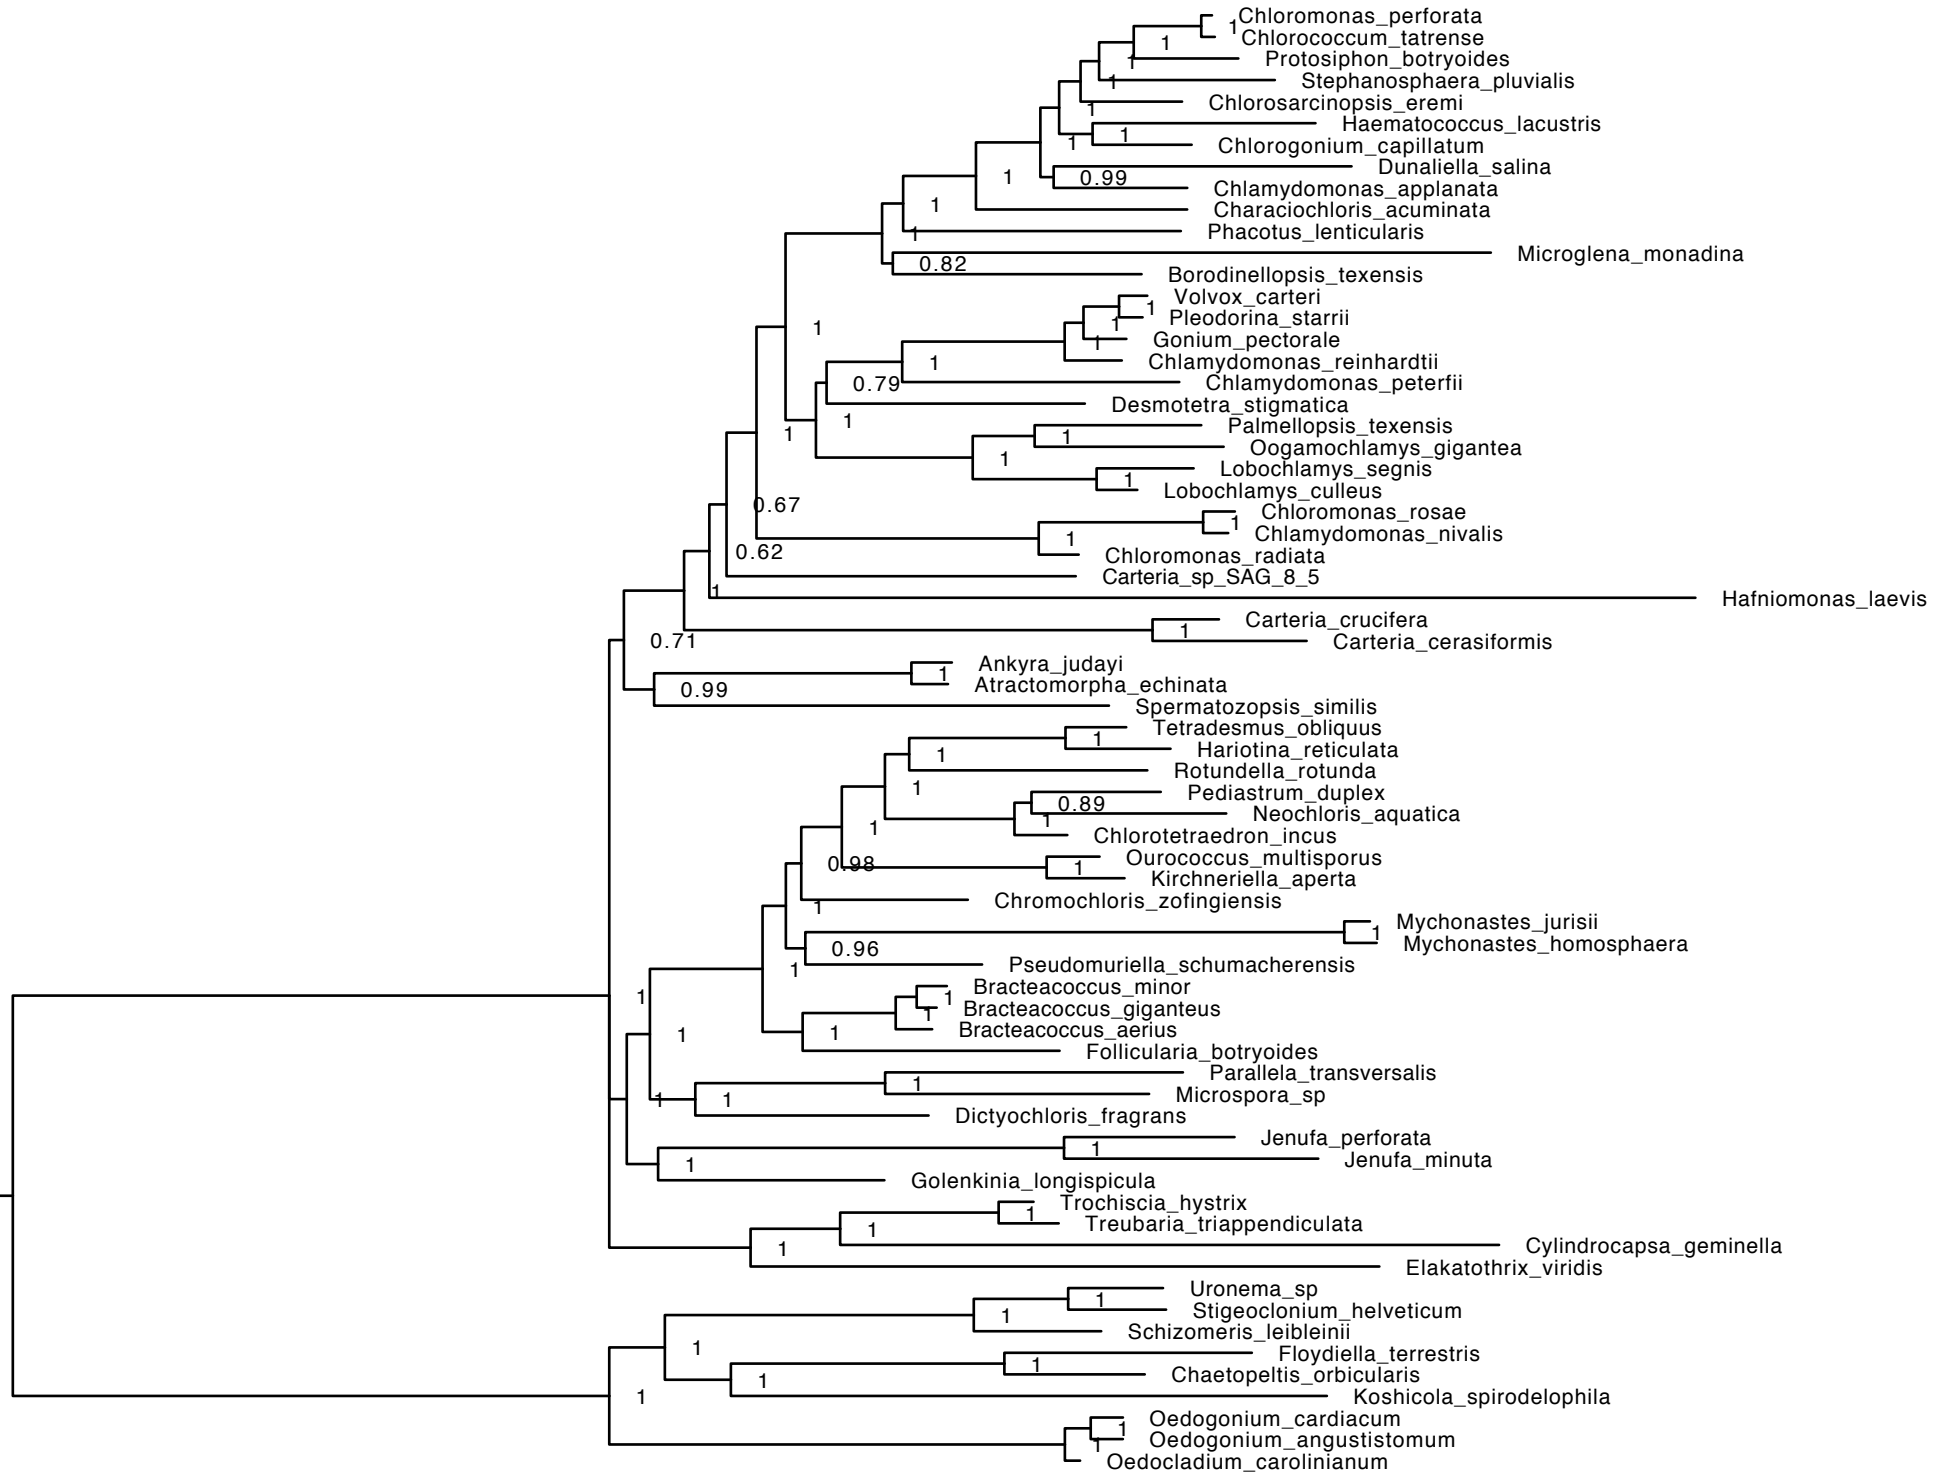 Chloromonas_perforata
1
Chlorococcum_tatrense
1
Protosiphon_botryoides
1
Stephanosphaera_pluvialis
1
Chlorosarcinopsis_eremi
1
Haematococcus_lacustris
1
Chlorogonium_capillatum
1
Dunaliella_salina
1
0.99
Chlamydomonas_applanata
1
Characiochloris_acuminata
Phacotus_lenticularis
1
Microglena_monadina
0.82
Borodinellopsis_texensis
Volvox_carteri
1
Pleodorina_starrii
1
1
Gonium_pectorale
1
Chlamydomonas_reinhardtii
1
Chlamydomonas_peterfii
0.79
Desmotetra_stigmatica
1
Palmellopsis_texensis
1
1
Oogamochlamys_gigantea
1
Lobochlamys_segnis
1
Lobochlamys_culleus
0.67
Chloromonas_rosae
1
Chlamydomonas_nivalis
1
0.62
Chloromonas_radiata
Carteria_sp_SAG_8_5
1
Hafniomonas_laevis
Carteria_crucifera
1
0.71
Carteria_cerasiformis
Ankyra_judayi
1
Atractomorpha_echinata
0.99
Spermatozopsis_similis
Tetradesmus_obliquus
1
Hariotina_reticulata
1
Rotundella_rotunda
1
Pediastrum_duplex
0.89
Neochloris_aquatica
1
1
Chlorotetraedron_incus
Ourococcus_multisporus
0.98
1
Kirchneriella_aperta
Chromochloris_zofingiensis
1
Mychonastes_jurisii
1
Mychonastes_homosphaera
0.96
Pseudomuriella_schumacherensis
1
Bracteacoccus_minor
1
1
Bracteacoccus_giganteus
1
Bracteacoccus_aerius
1
1
Follicularia_botryoides
Parallela_transversalis
1
Microspora_sp
1
1
Dictyochloris_fragrans
Jenufa_perforata
1
Jenufa_minuta
1
Golenkinia_longispicula
Trochiscia_hystrix
1
Treubaria_triappendiculata
1
Cylindrocapsa_geminella
1
Elakatothrix_viridis
Uronema_sp
1
Stigeoclonium_helveticum
1
Schizomeris_leibleinii
1
Floydiella_terrestris
1
Chaetopeltis_orbicularis
1
Koshicola_spirodelophila
1
Oedogonium_cardiacum
1
Oedogonium_angustistomum
1
Oedocladium_carolinianum